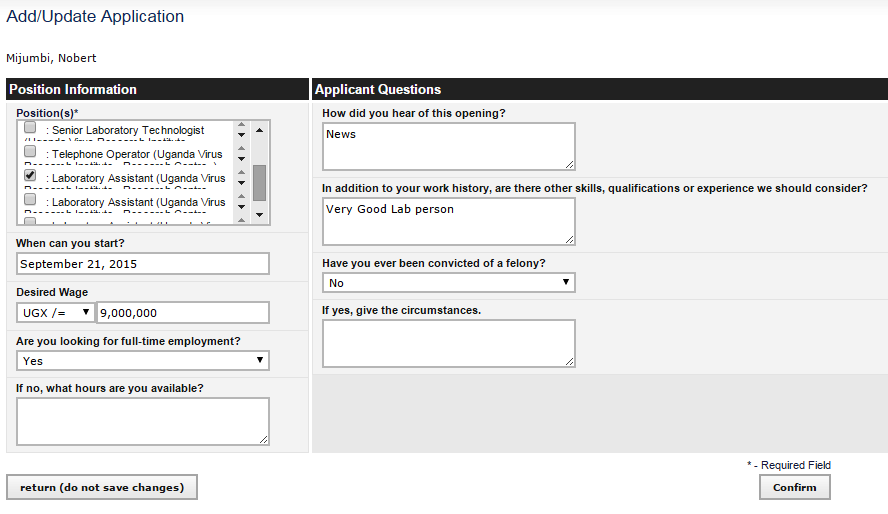 Add/Update Application
Mijumbi, Nobert
Position Information
Position(s)*
: Senior Laboratory Technologist
: Telephone Operator (Uganda Virus
: Laboratory Assistant (Uganda Virus
: Laboratory Assistant (Uganda Virus
When can you start?
September 21, 2015
Desired Wage
UGX /= 9,000,000
Are you looking for full-time employment?
Yes
If no, what hours are you available?
Applicant Questions
How did you hear of this opening?
News
In addition to your work history, are there other skills, qualifications or experience we should consider?
Very Good Lab person
Have you ever been convicted of a felony?
No
If yes, give the circumstances.
* - Required Field
return (do not save changes)
Confirm